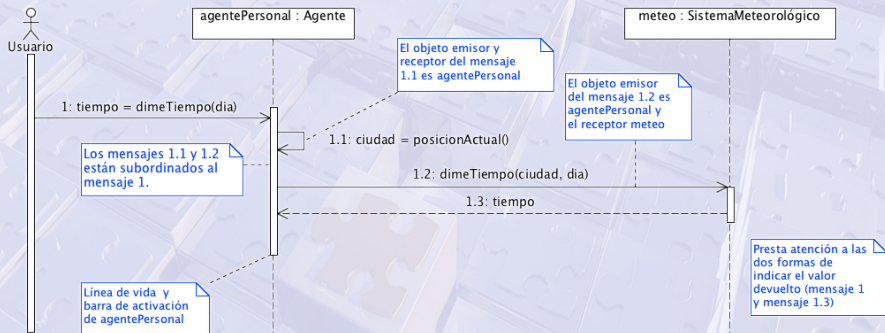 agentePersonal : Agente
meteo : SistemaMeteorológico
Usuario
El objeto emisor y
receptor del mensaje
1.1 es agentePersonal
El objeto emisor
del mensaje 1.2 es
agentePersonal y
el receptor meteo
1: tiempo = dimeTiempo(dia)
1.1: ciudad = posicionActual()
Los mensajes 1.1 y 1.2
están subordinados al
mensaje 1.
1.2: dimeTiempo(ciudad, dia)
1.3: tiempo
Presta atención a las
dos formas de
indicar el valor
devuelto (mensaje 1
y mensaje 1.3)
Línea de vida y
barra de activación
de agentePersonal